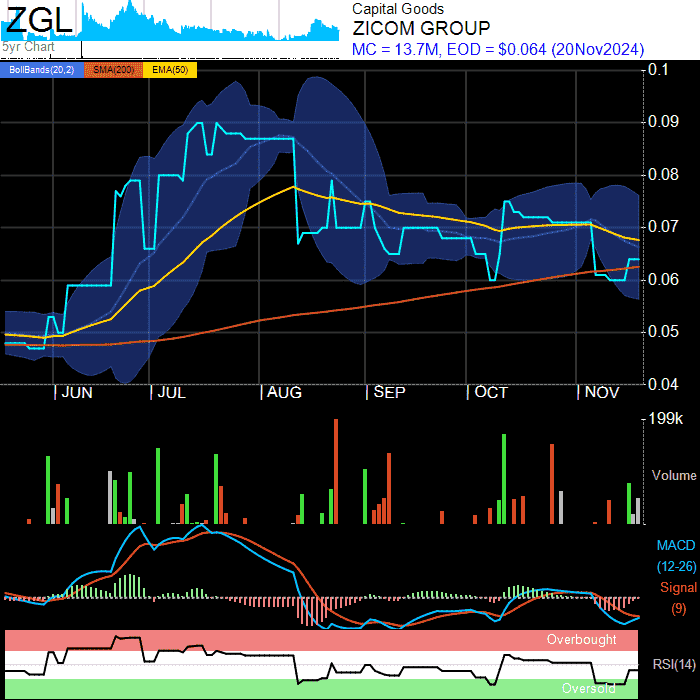 ZGL
5yr Chart
Capital Goods
ZICOM GROUP
MC = 13.7M, EOD = $0.064 (20Nov2024)
BollBands(20,2) SMA(200) EMA(50)
0.1
0.09
0.08
0.07
0.06
0.05
0.04
JUN JUL AUG SEP OCT NOV
199k
Volume
MACD
(12-26)
Signal
(9)
Overbought
RSI(14)
Oversold